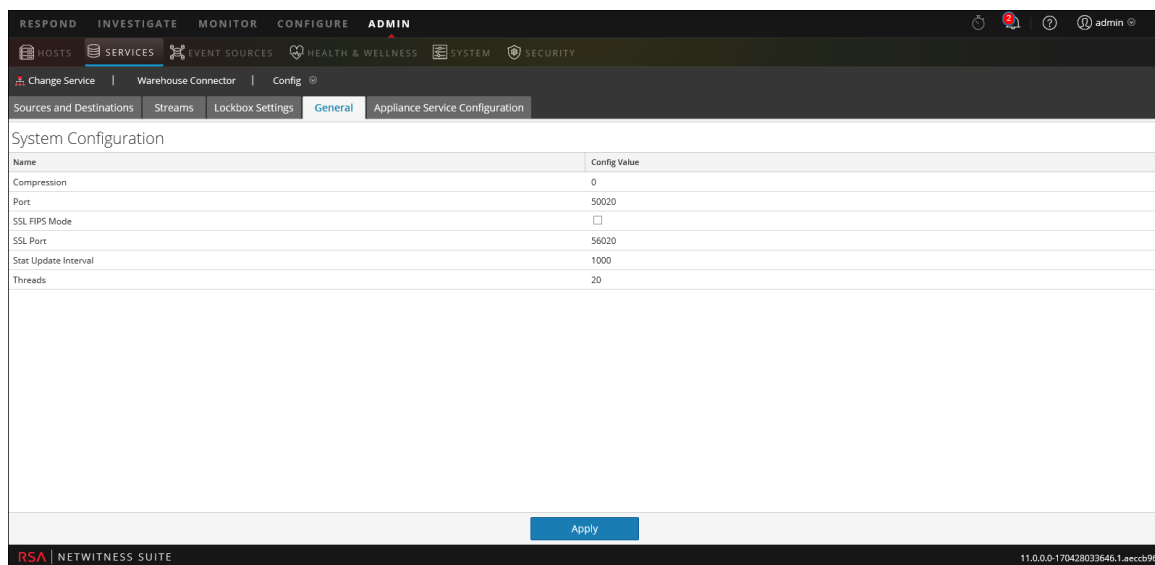 RESPOND INVESTIGATE MONITOR CONFIGURE ADMIN 2 ? admin
HOSTS SERVICES EVENT SOURCES HEALTH & WELLNESS SYSTEM SECURITY
Change Service | Warehouse Connector | Config
Sources and Destinations Streams Lockbox Settings General Appliance Service Configuration
System Configuration
Name Config Value
Compression 0
Port 50020
SSL FIPS Mode
SSL Port 56020
Stat Update Interval 1000
Threads 20
Apply
RSA | NETWITNESS SUITE 11.0.0.0-170428033646.1.aeccb96